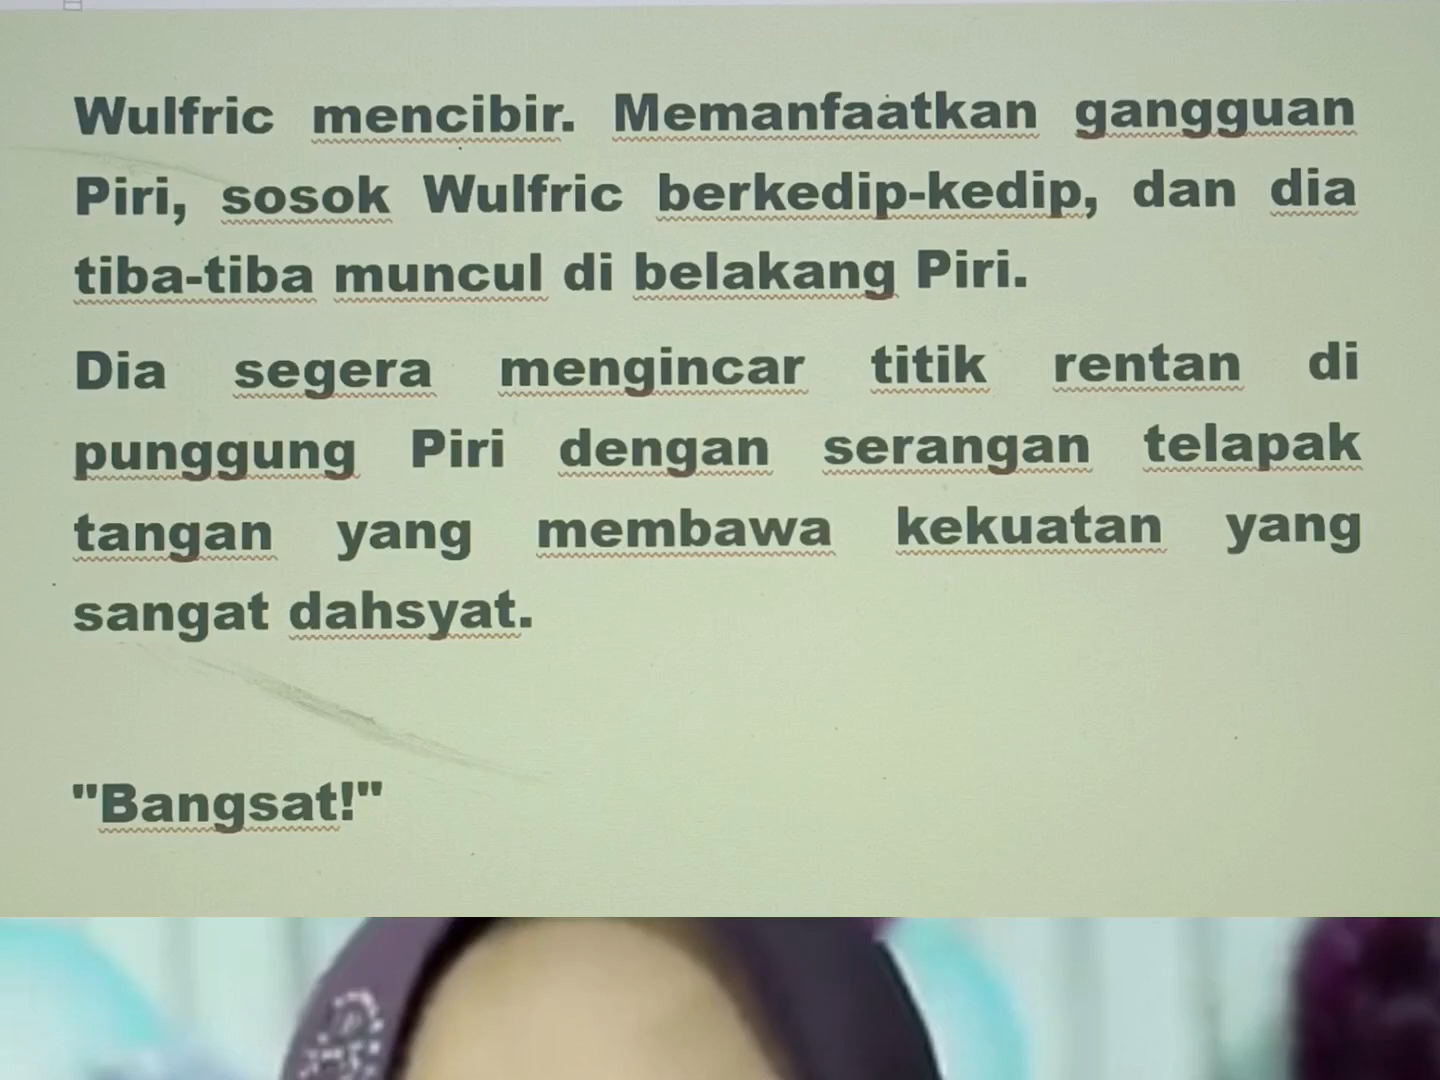 Wulfric mencibir. Memanfaatkan gangguan
Piri, sosok Wulfric berkedip-kedip, dan dia
tiba-tiba muncul di belakang Piri.
Dia segera mengincar titik rentan di
punggung Piri dengan serangan telapak
tangan yang membawa kekuatan yang
sangat dahsyat.
"Bangsat!"